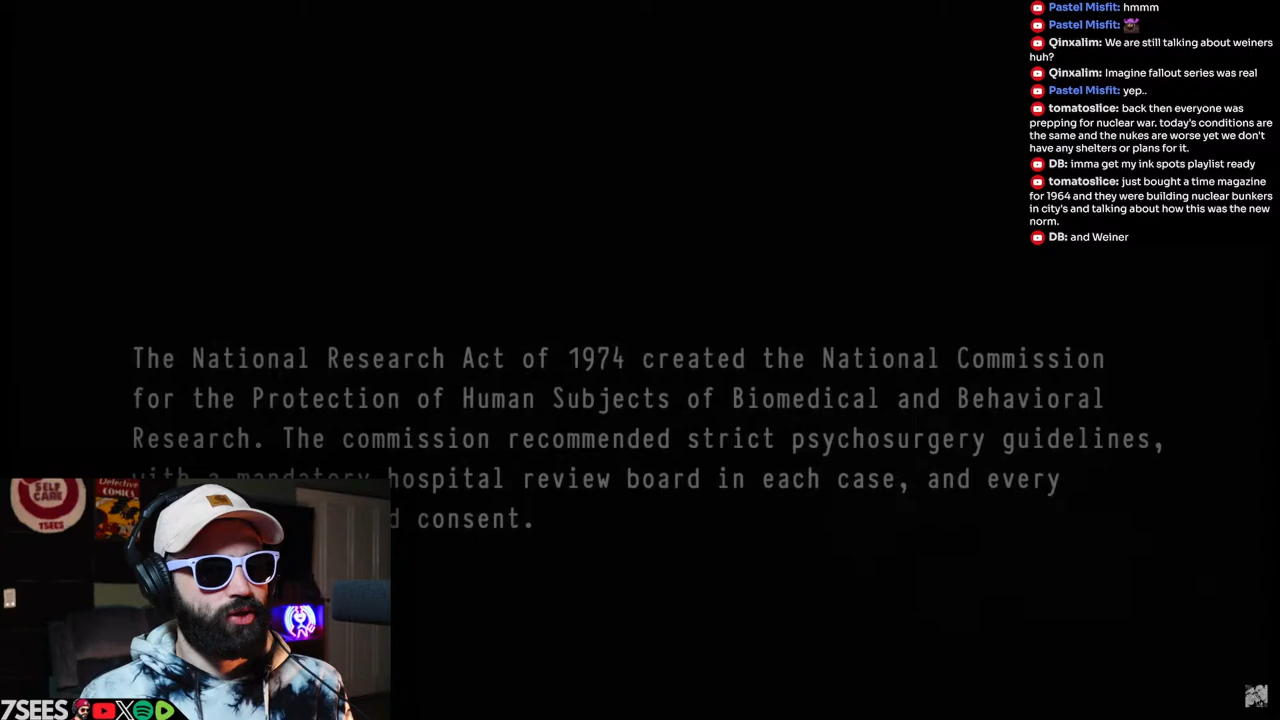 Pastel Misfit: hmmm
Pastel Misfit:
Qinxalim: We are still talking about weiners
huh?
Qinxalim: Imagine fallout series was real
Pastel Misfit: yep..
tomatoslice: back then everyone was
prepping for nuclear war. today's conditions are
the same and the nukes are worse yet we don't
have any shelters or plans for it.
DB: imma get my ink spots playlist ready
tomatoslice: just bought a time magazine
for 1964 and they were building nuclear bunkers
in city's and talking about how this was the new
norm.
DB: and Weiner
The National Research Act of 1974 created the National Commission
for the Protection of Human Subjects of Biomedical and Behavioral
Research. The commission recommended strict psychosurgery guidelines,
with a mandatory hospital review board in each case, and every
consent.
SELF
CARE
7SEES
Detective
COMICS
7SEES